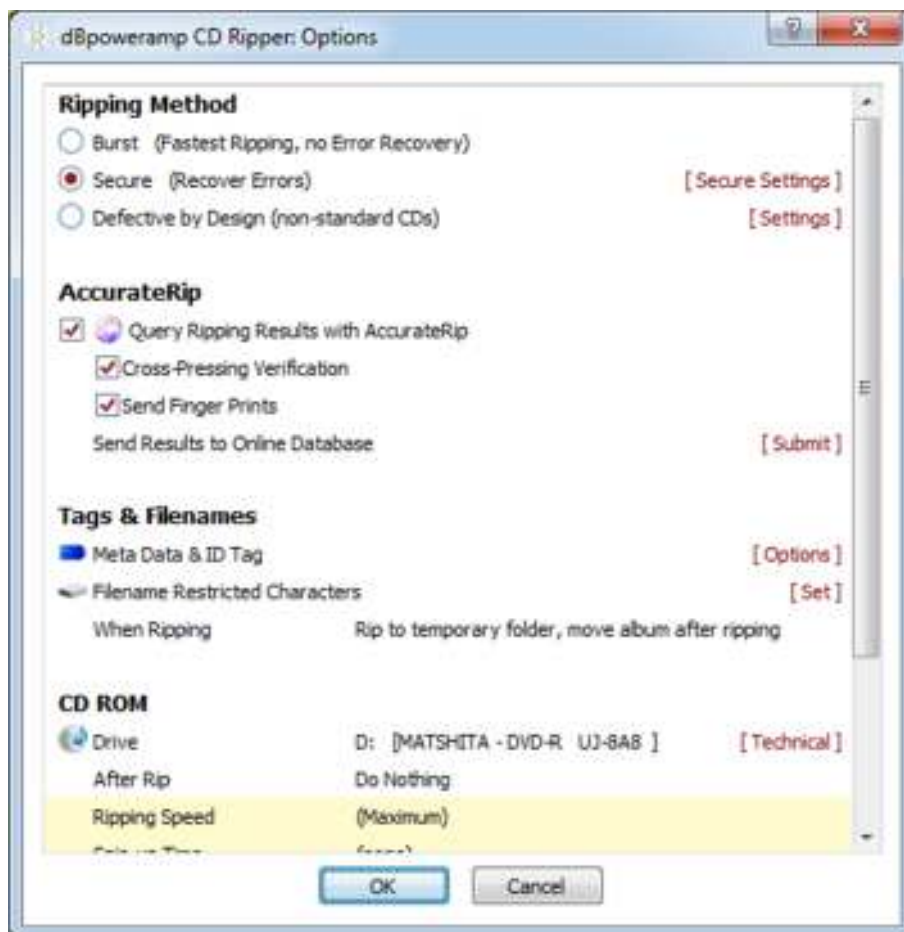 dBpoweramp CD Ripper: Options
Ripping Method
Burst (Fastest Ripping, no Error Recovery)
Secure (Recover Errors) [ Secure Settings ]
Defective by Design (non-standard CDs) [ Settings ]
AccurateRip
Query Ripping Results with AccurateRip
Cross-Pressing Verification
Send Finger Prints
Send Results to Online Database [ Submit ]
Tags & Filenames
Meta Data & ID Tag [ Options ]
Filename Restricted Characters [ Set ]
When Ripping Rip to temporary folder, move album after ripping
CD ROM
Drive D: [MATSHITA - DVD-R UJ-8A8 ] [ Technical ]
After Rip Do Nothing
Ripping Speed (Maximum)
Spin-up Time (none)
OK Cancel